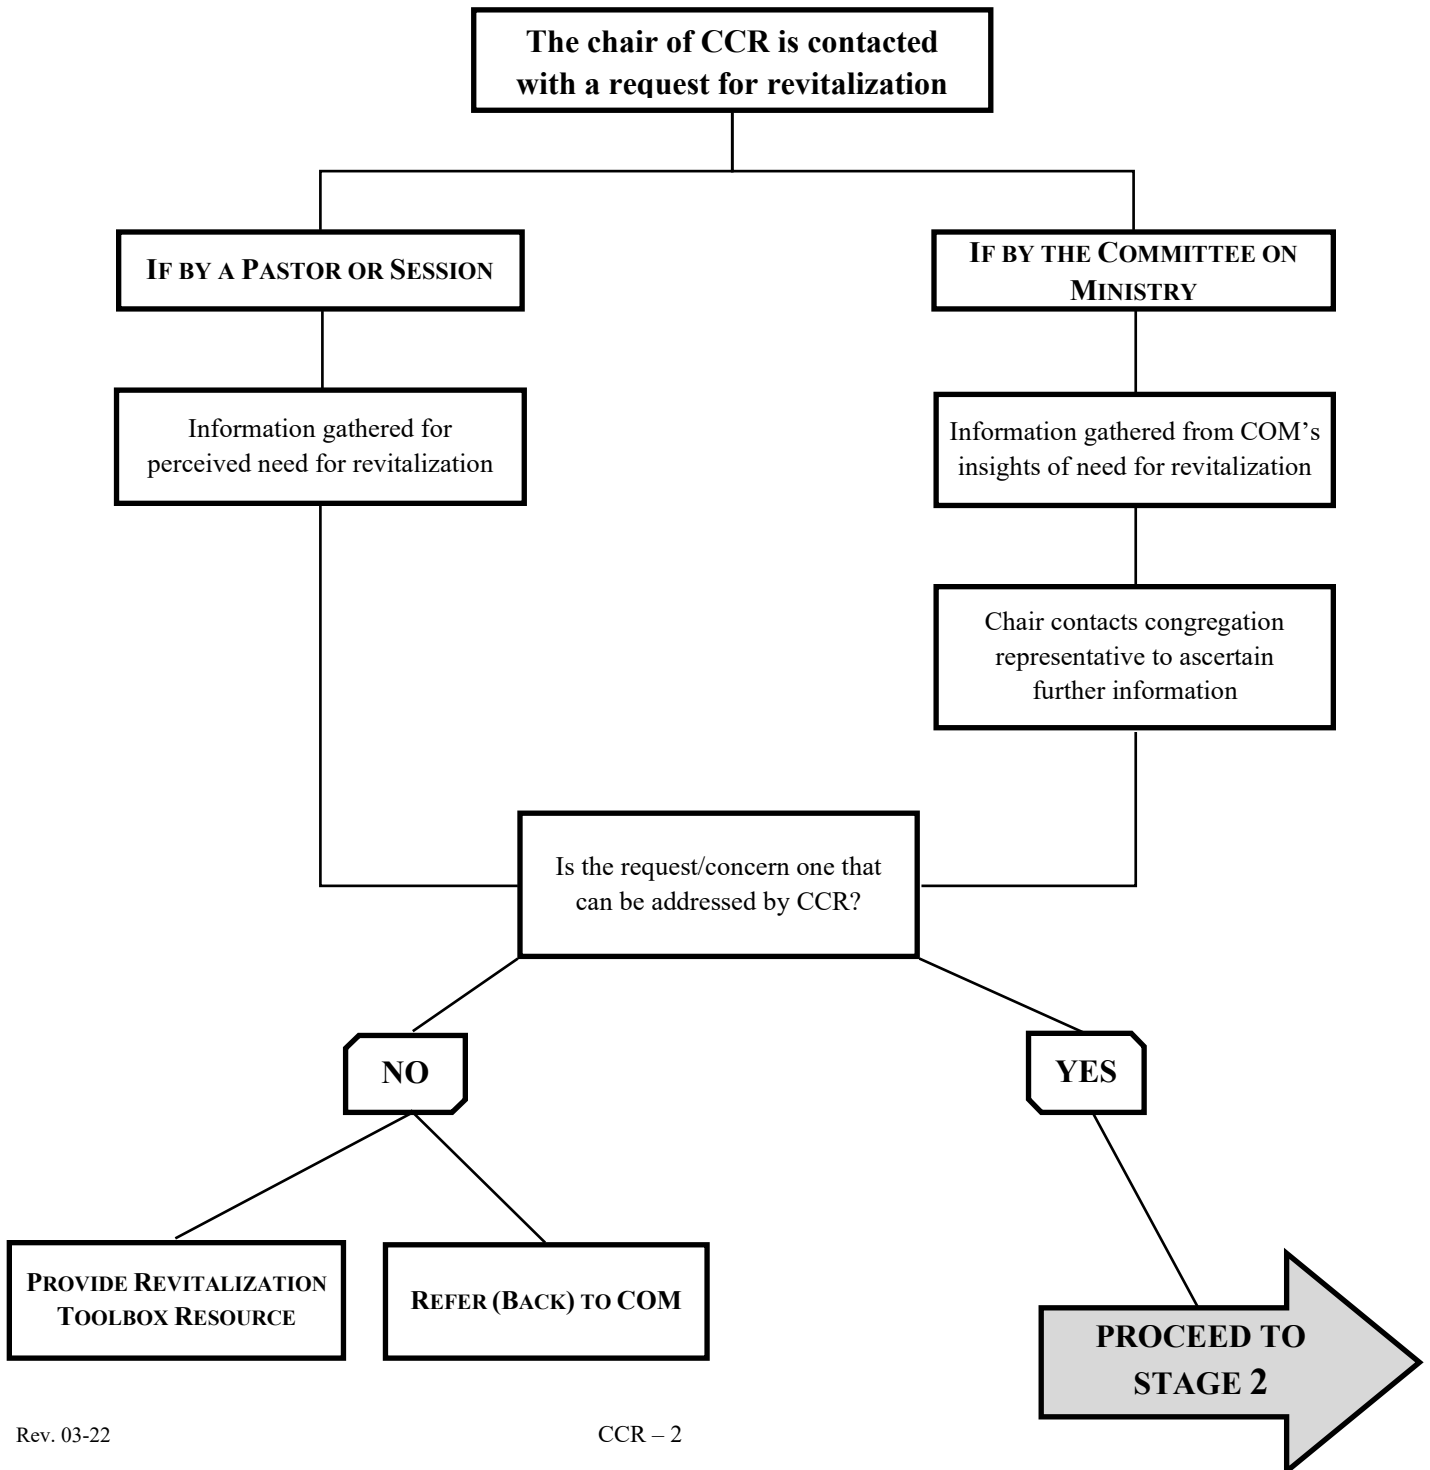 The chair of CCR is contacted
with a request for revitalization
IF BY A PASTOR OR SESSION
IF BY THE COMMITTEE ON
MINISTRY
Information gathered for
perceived need for revitalization
Information gathered from COM’s
insights of need for revitalization
Chair contacts congregation
representative to ascertain
further information
Is the request/concern one that
can be addressed by CCR?
NO
YES
PROVIDE REVITALIZATION
TOOLBOX RESOURCE
REFER (BACK) TO COM
PROCEED TO
STAGE 2
Rev. 03-22
CCR – 2